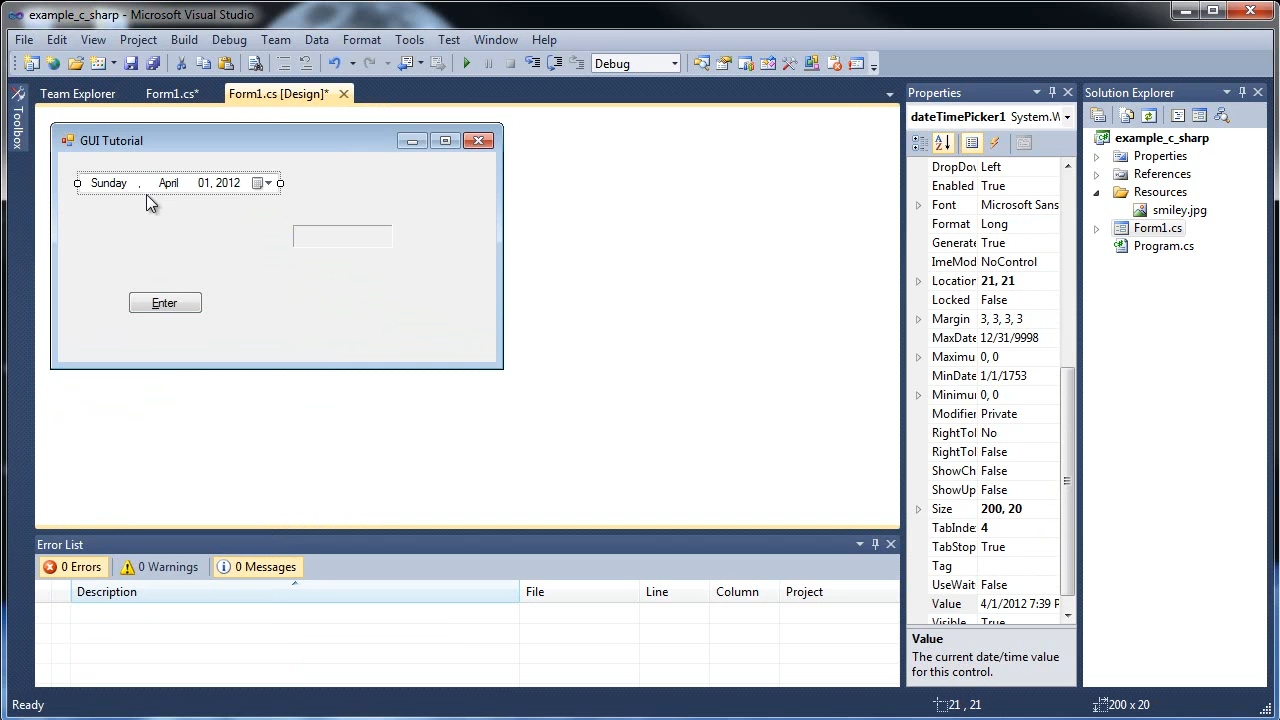 example_c_sharp - Microsoft Visual Studio
File Edit View Project Build Debug Team Data Format Tools Test Window Help
Debug
Toolbox
Team Explorer Form1.cs* Form1.cs [Design]*
GUI Tutorial
Sunday , April 01, 2012
Enter
Error List
0 Errors 0 Warnings 0 Messages
Description File Line Column Project
Properties
dateTimePicker1 System.W
DropDov Left
Enabled True
Font Microsoft Sans
Format Long
Generate True
ImeMod NoControl
Location 21, 21
Locked False
Margin 3, 3, 3, 3
MaxDate 12/31/9998
Maximu 0, 0
MinDate 1/1/1753
Minimu 0, 0
Modifier Private
RightTol No
RightTol False
ShowCh False
ShowUp False
Size 200, 20
TabIndex 4
TabStop True
Tag
UseWait False
Value 4/1/2012 7:39 P
Visible True
Value
The current date/time value
for this control.
Solution Explorer
example_c_sharp
Properties
References
Resources
smiley.jpg
Form1.cs
Program.cs
Ready 21 , 21 200 x 20